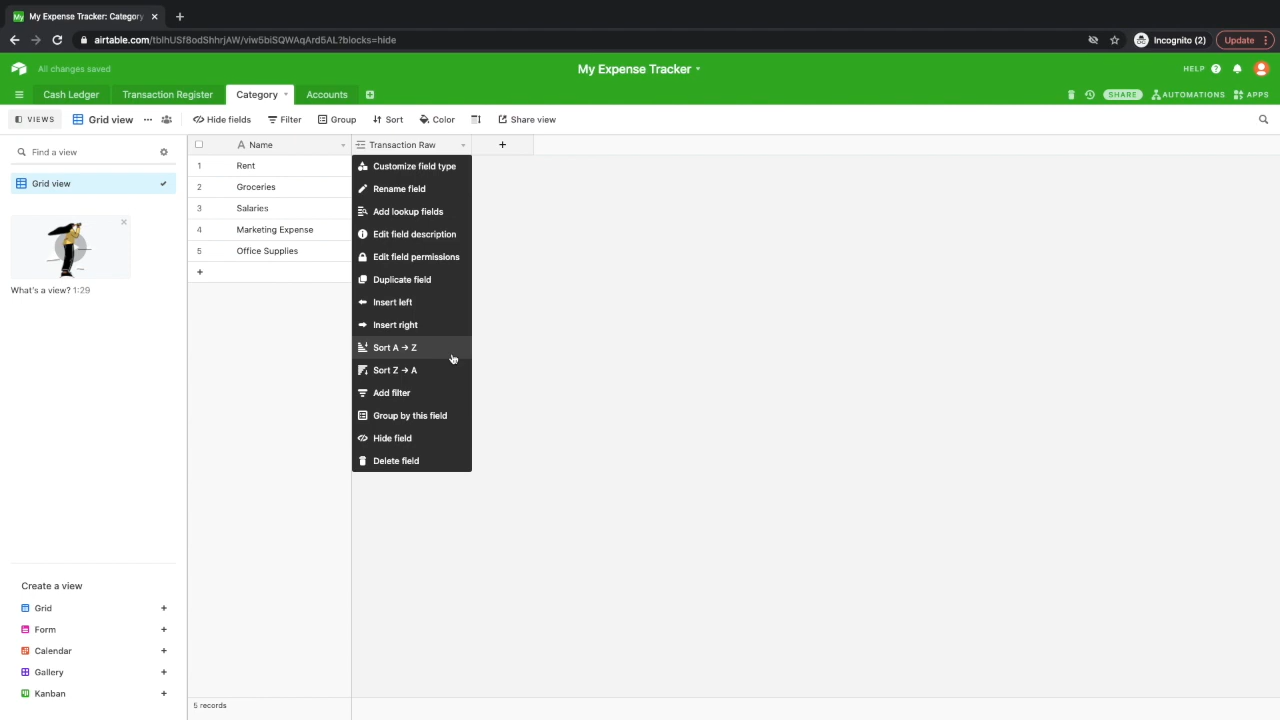 My Expense Tracker: Category
airtable.com/tblhUSf8odShhrjAW/viw5biSQWAqArd5AL?blocks=hide
Incognito (2)
Update
All changes saved
My Expense Tracker
HELP
Cash Ledger
Transaction Register
Category
Accounts
SHARE
AUTOMATIONS
APPS
VIEWS
Grid view
Hide fields
Filter
Group
Sort
Color
Share view
Find a view
Grid view
What's a view? 1:29
Name
Transaction Raw
1 Rent
2 Groceries
3 Salaries
4 Marketing Expense
5 Office Supplies
Customize field type
Rename field
Add lookup fields
Edit field description
Edit field permissions
Duplicate field
Insert left
Insert right
Sort A → Z
Sort Z → A
Add filter
Group by this field
Hide field
Delete field
Create a view
Grid
Form
Calendar
Gallery
Kanban
5 records